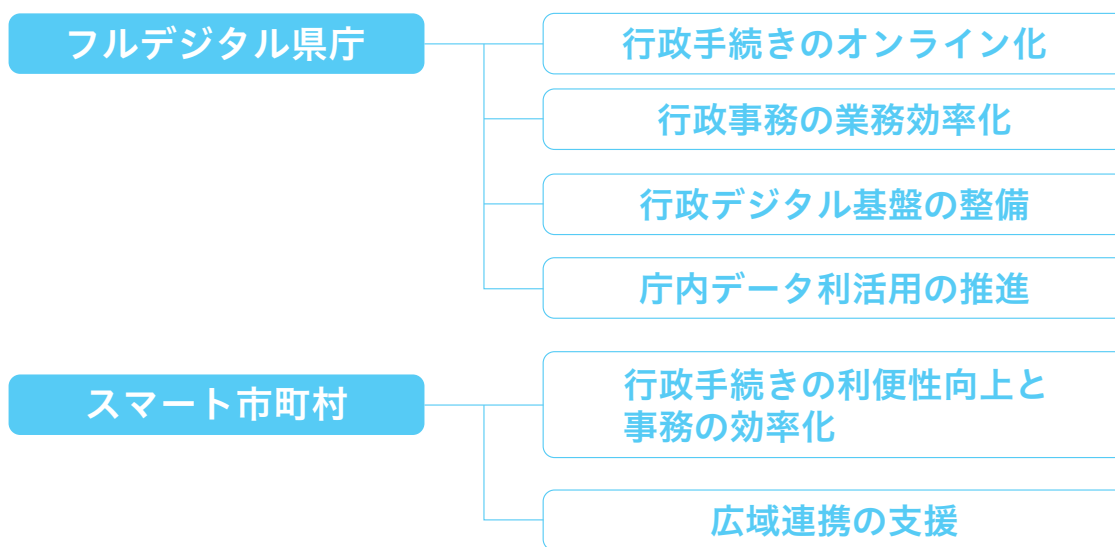 フルデジタル県庁
行政手続きのオンライン化
行政事務の業務効率化
行政デジタル基盤の整備
庁内データ利活用の推進
スマート市町村
行政手続きの利便性向上と
事務の効率化
広域連携の支援